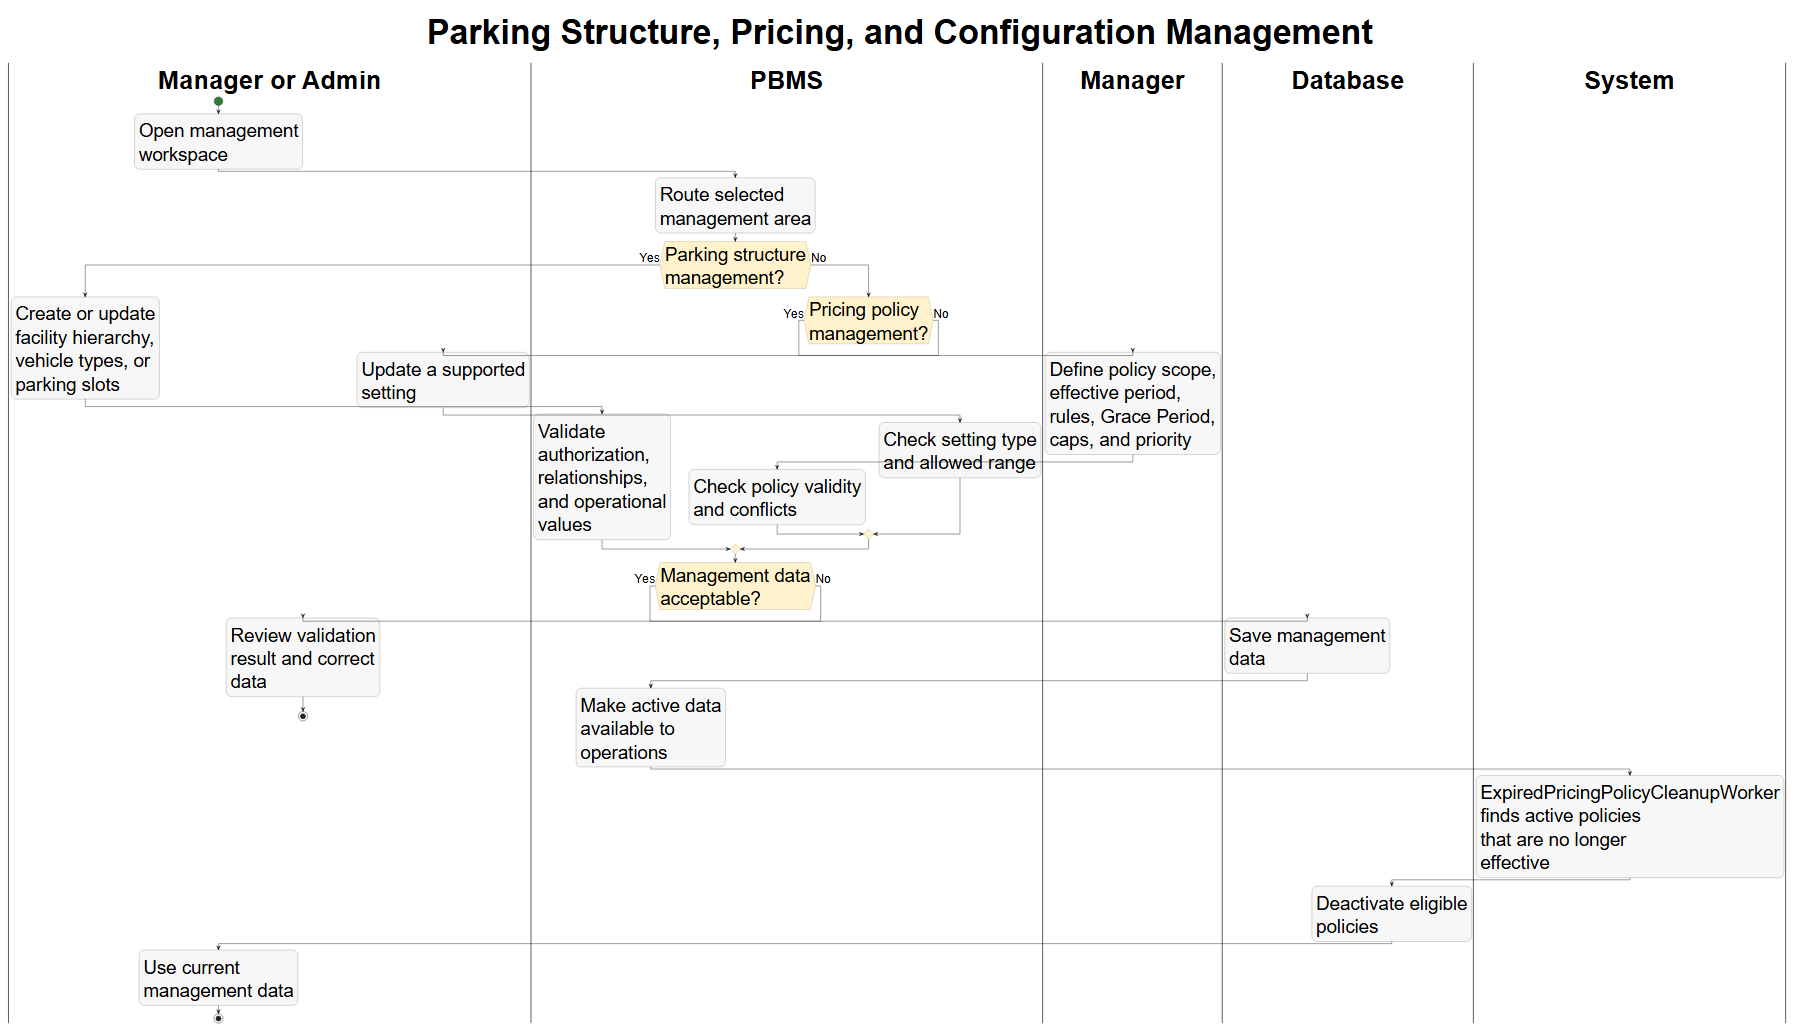 Parking Structure, Pricing, and Configuration Management
Manager or Admin
PBMS
Manager
Database
System
Open management
workspace
Route selected
management area
Yes
Parking structure
management?
No
Create or update
facility hierarchy,
vehicle types, or
parking slots
Yes
Pricing policy
management?
No
Update a supported
setting
Define policy scope,
effective period,
rules, Grace Period,
caps, and priority
Validate
authorization,
relationships,
and operational
values
Check setting type
and allowed range
Check policy validity
and conflicts
Yes
Management data
acceptable?
No
Review validation
result and correct
data
Save management
data
Make active data
available to
operations
ExpiredPricingPolicyCleanupWorker
finds active policies
that are no longer
effective
Deactivate eligible
policies
Use current
management data